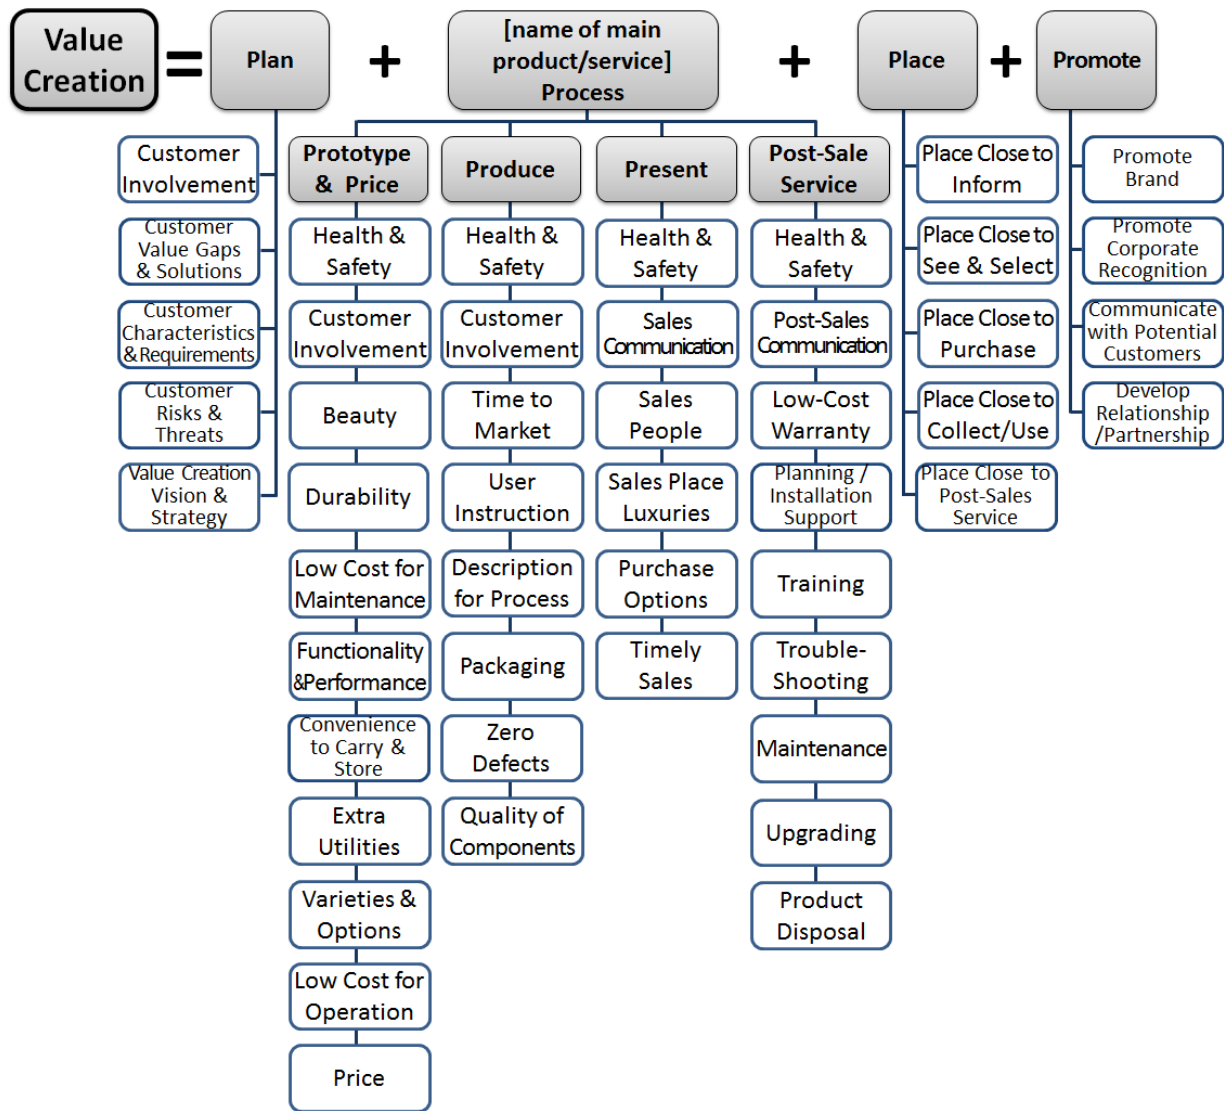 Value
Creation
=
Plan
+
[name of main
product/service]
Process
+
Place
+
Promote
Customer
Involvement
Customer
Value Gaps
& Solutions
Customer
Characteristics
& Requirements
Customer
Risks &
Threats
Value Creation
Vision &
Strategy
Prototype
& Price
Health &
Safety
Customer
Involvement
Beauty
Durability
Low Cost for
Maintenance
Functionality
&Performance
Convenience
to Carry &
Store
Extra
Utilities
Varieties &
Options
Low Cost for
Operation
Price
Produce
Health &
Safety
Customer
Involvement
Time to
Market
User
Instruction
Description
for Process
Packaging
Zero
Defects
Quality of
Components
Present
Health &
Safety
Sales
Communication
Sales
People
Sales Place
Luxuries
Purchase
Options
Timely
Sales
Post-Sale
Service
Health &
Safety
Post-Sales
Communication
Low-Cost
Warranty
Planning /
Installation
Support
Training
Trouble-
Shooting
Maintenance
Upgrading
Product
Disposal
Place Close to
Inform
Place Close to
See & Select
Place Close to
Purchase
Place Close to
Collect/Use
Place Close to
Post-Sales
Service
Promote
Brand
Promote
Corporate
Recognition
Communicate
with Potential
Customers
Develop
Relationship
/Partnership